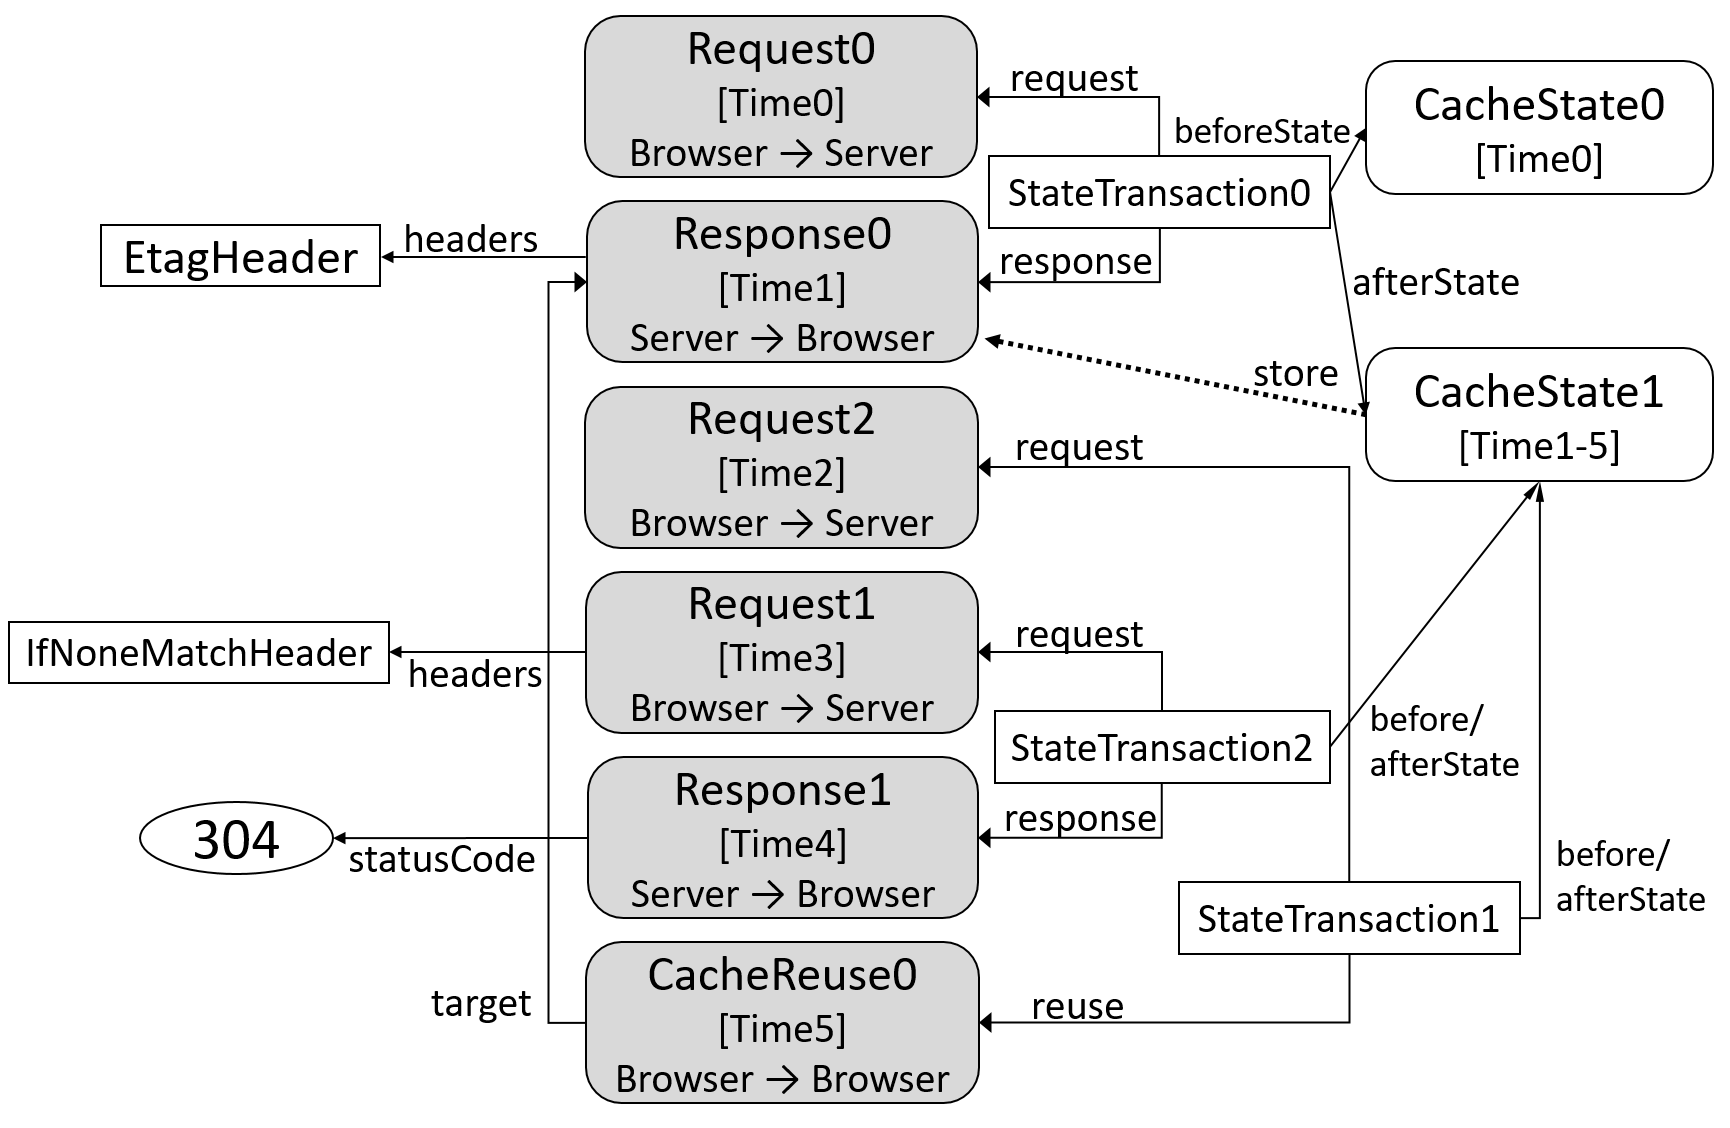 Request0
[Time0]
Browser → Server
request
beforeState
CacheState0
[Time0]
StateTransaction0
EtagHeader
headers
Response0
[Time1]
Server → Browser
response
afterState
store
CacheState1
[Time1-5]
Request2
[Time2]
Browser → Server
request
IfNoneMatchHeader
headers
Request1
[Time3]
Browser → Server
request
StateTransaction2
before/
afterState
304
statusCode
Response1
[Time4]
Server → Browser
response
before/
afterState
StateTransaction1
target
CacheReuse0
[Time5]
Browser → Browser
reuse